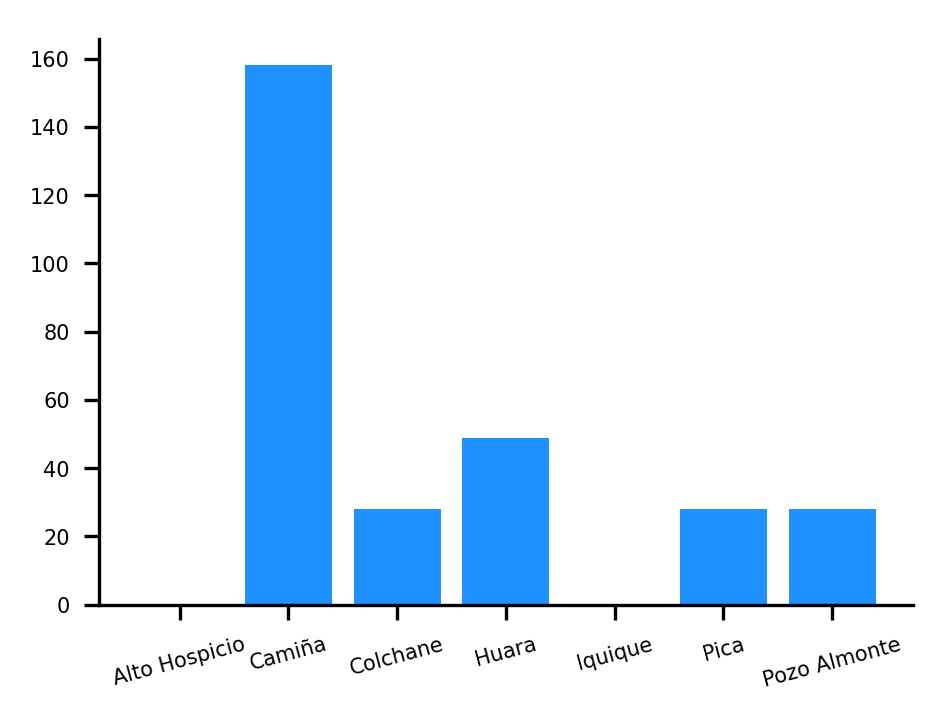 160
140
120
100
80
60
40
20
0
Alto Hospicio
Camiña
Colchane
Huara
Iquique
Pica
Pozo Almonte